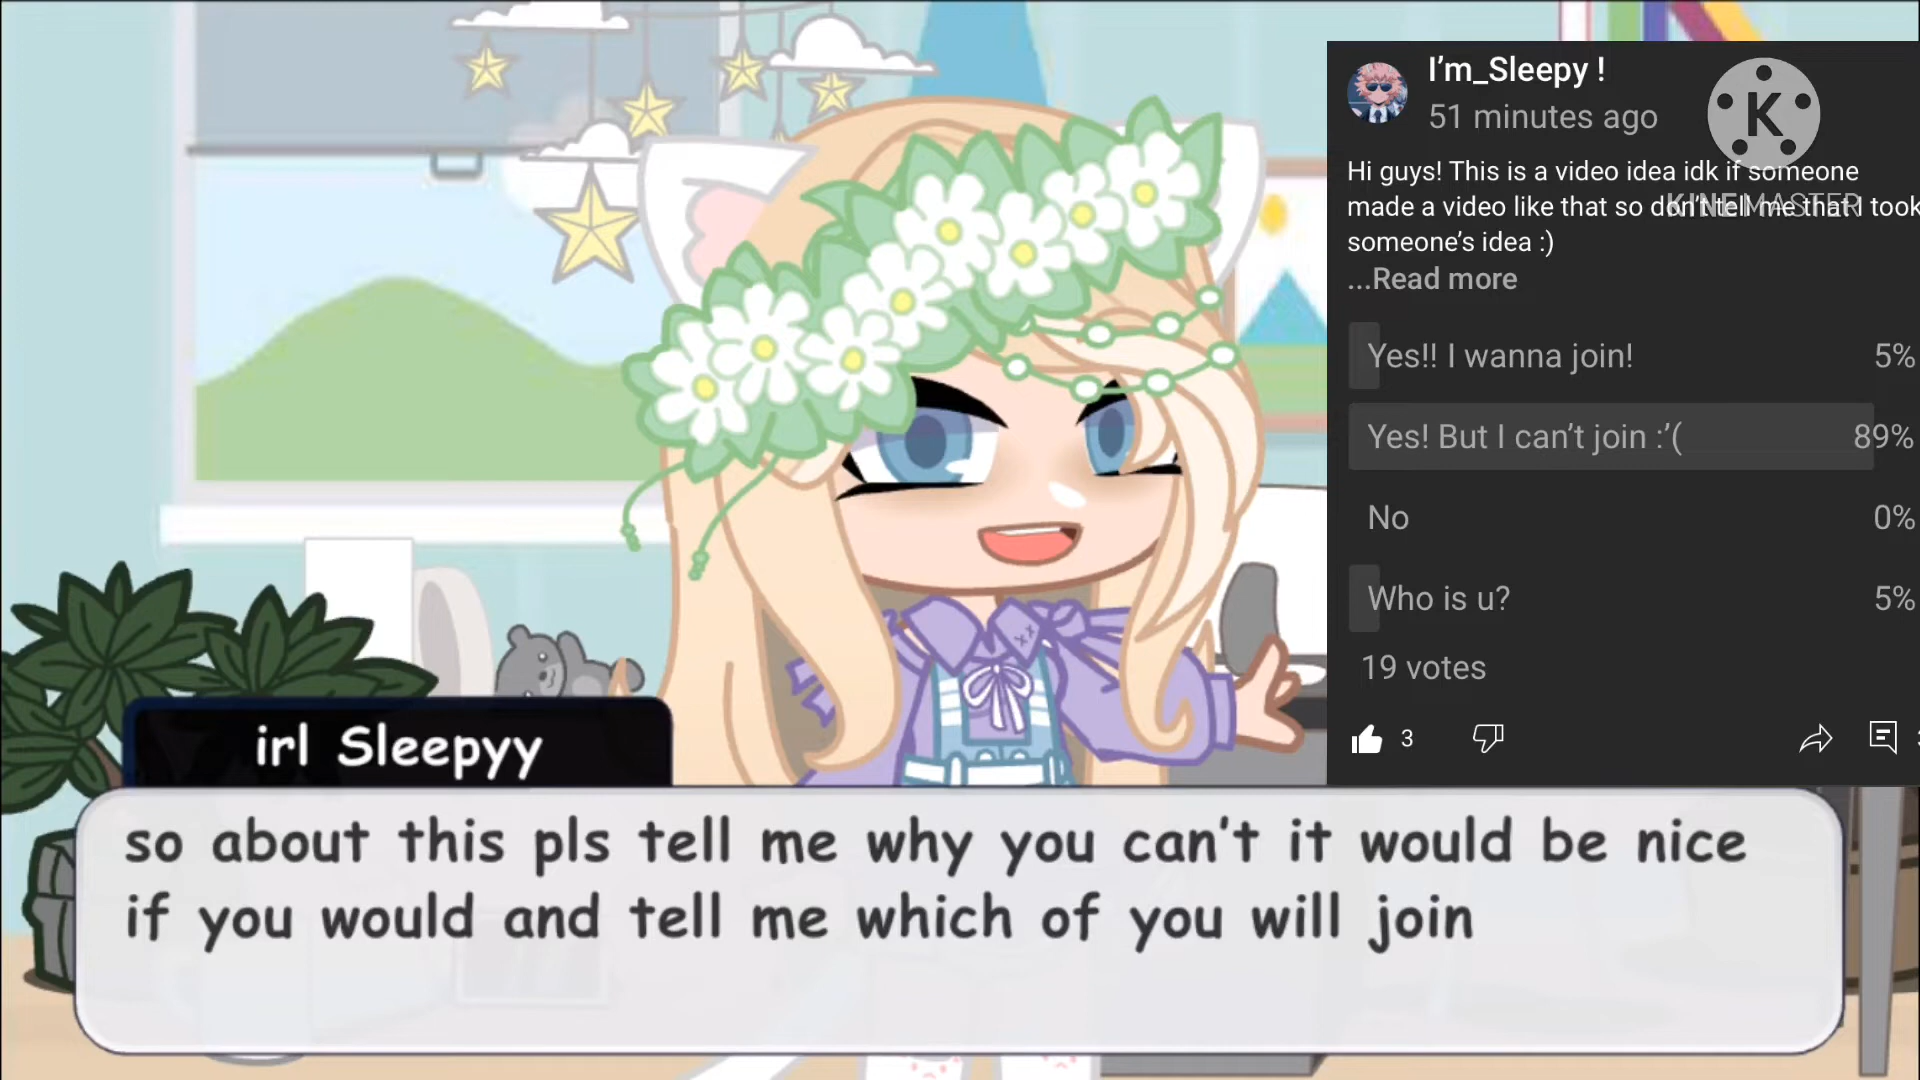 I'm_Sleepy !
51 minutes ago
K
KINEMASTER
Hi guys! This is a video idea idk if someone
made a video like that so don't tell me that I took
someone's idea :)
...Read more
Yes!! I wanna join! 5%
Yes! But I can't join :'( 89%
No 0%
Who is u? 5%
19 votes
3
irl Sleepyy
so about this pls tell me why you can't it would be nice
if you would and tell me which of you will join